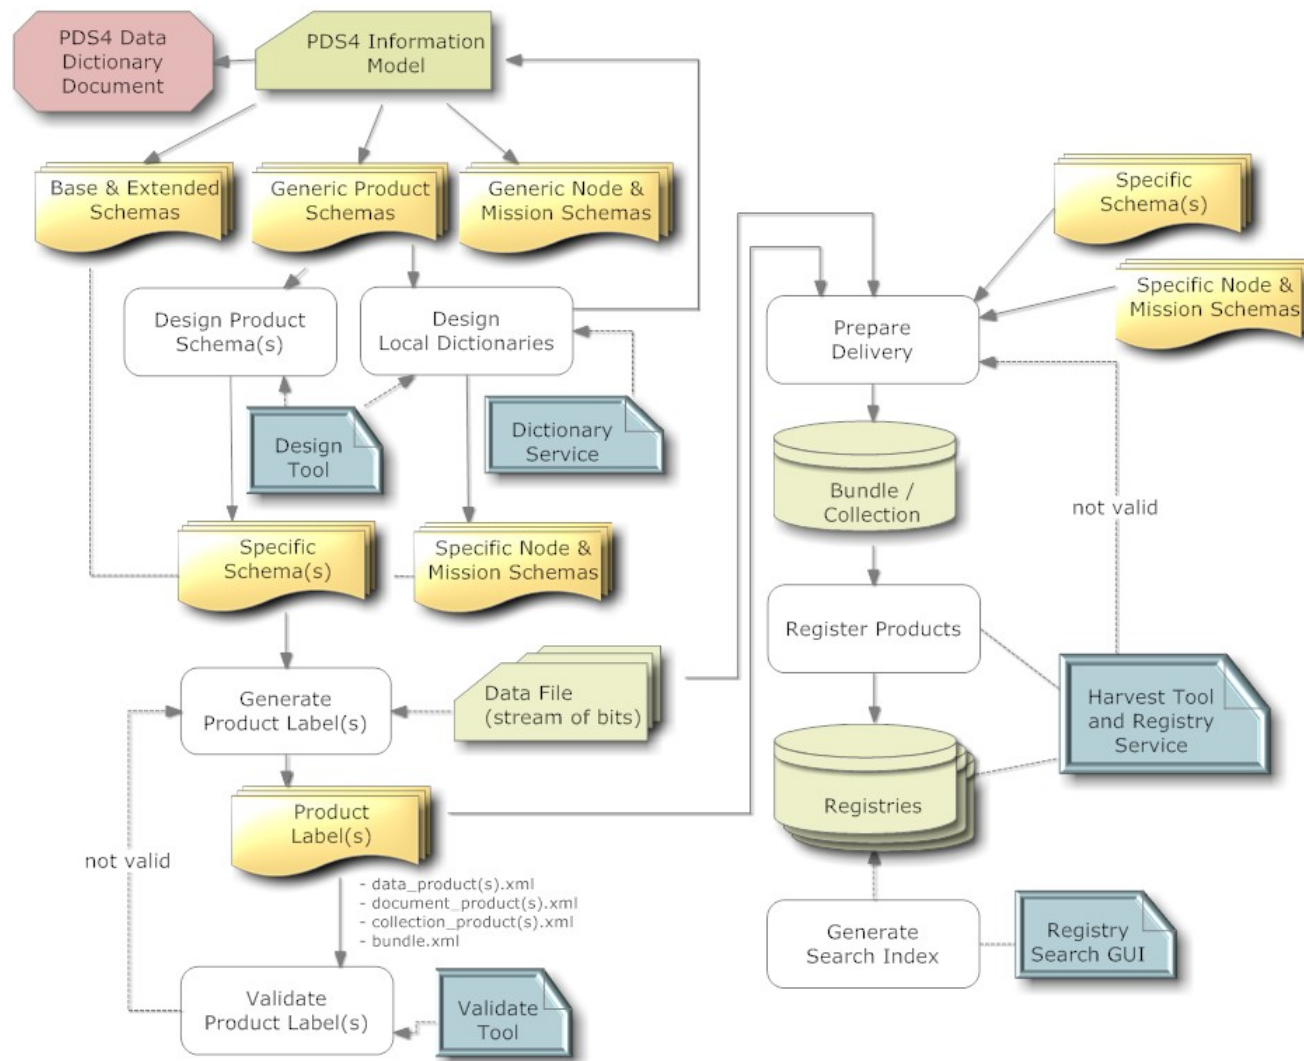 PDS4 Data
Dictionary
Document
PDS4 Information
Model
Base & Extended
Schemas
Generic Product
Schemas
Generic Node &
Mission Schemas
Specific
Schema(s)
Specific Node &
Mission Schemas
Design Product
Schema(s)
Design
Local Dictionaries
Prepare
Delivery
Design
Tool
Dictionary
Service
Bundle /
Collection
not valid
Specific
Schema(s)
Specific Node &
Mission Schemas
Register Products
Generate
Product Label(s)
Data File
(stream of bits)
Harvest Tool
and Registry
Service
Registries
Product
Label(s)
not valid
- data_product(s).xml
- document_product(s).xml
- collection_product(s).xml
- bundle.xml
Generate
Search Index
Registry
Search GUI
Validate
Product Label(s)
Validate
Tool